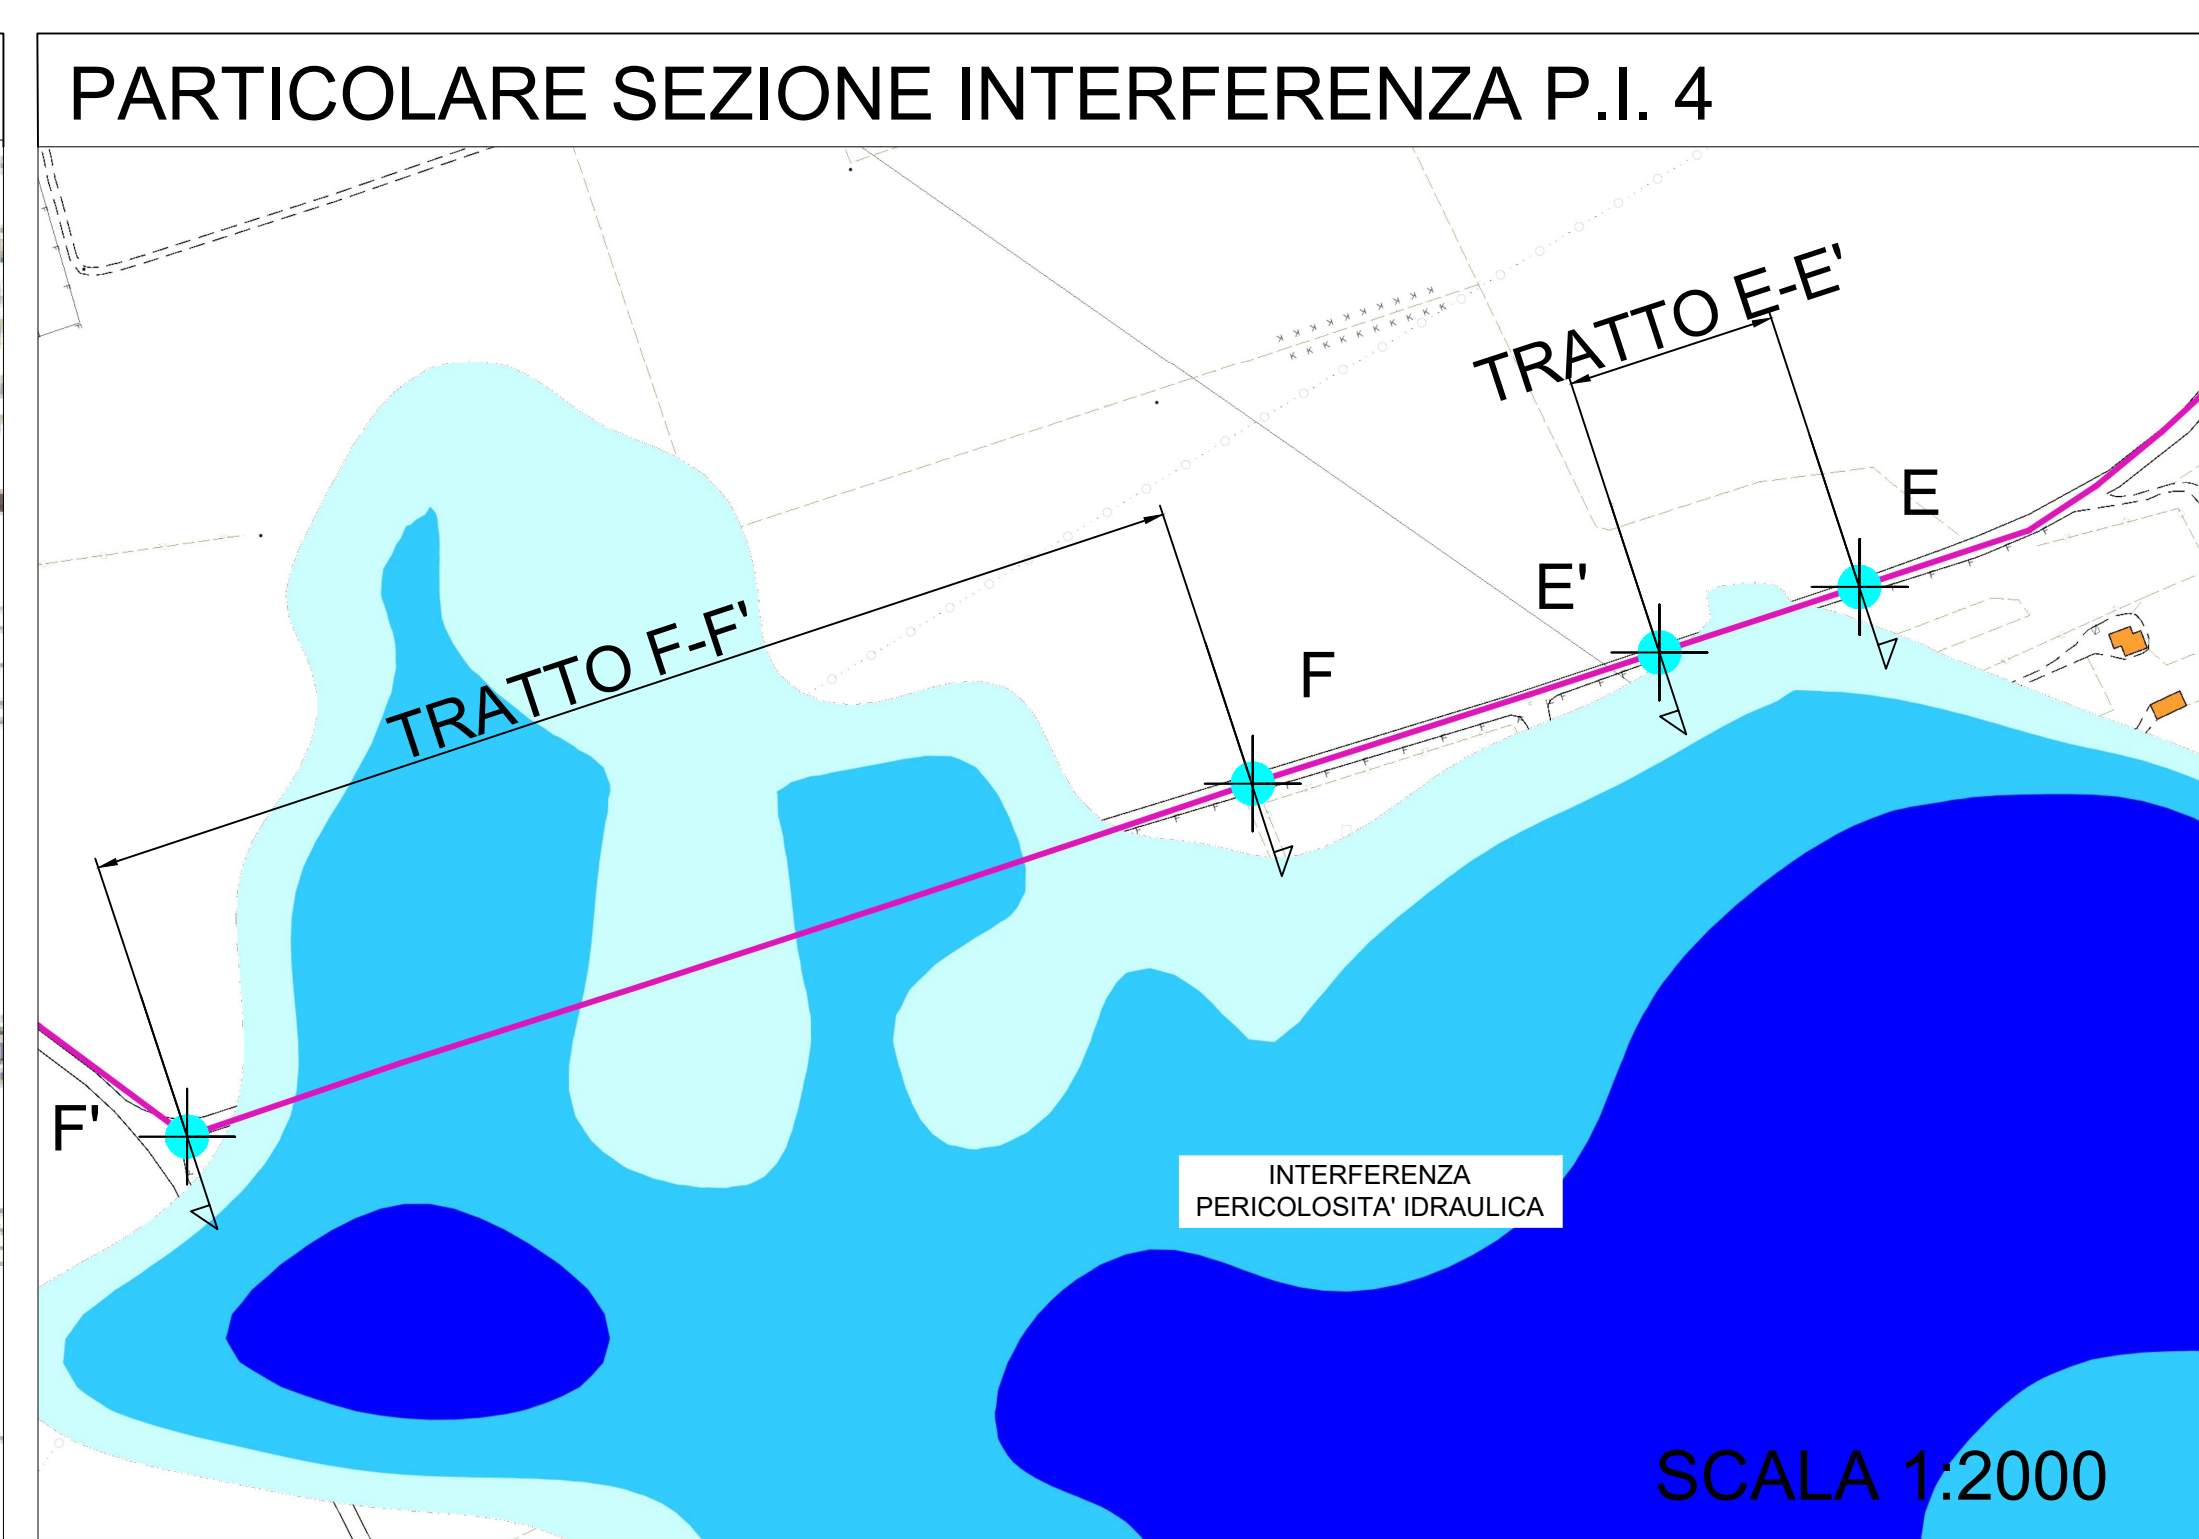 PARTICOLARE SEZIONE INTERFERENZA P.I. 4
TRATTO E-E'
E
E'
TRATTO F-F'
F
F'
INTERFERENZA
PERICOLOSITA' IDRAULICA
SCALA 1:2000